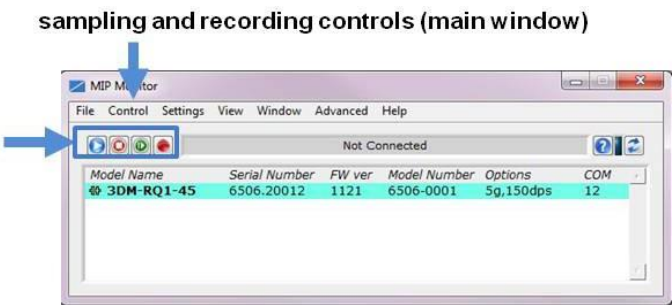 sampling and recording controls (main window)
MIP Monitor
File Control Settings View Window Advanced Help
Not Connected
Model Name Serial Number FW ver Model Number Options COM
3DM-RQ1-45 6506.20012 1121 6506-0001 5g,150dps 12